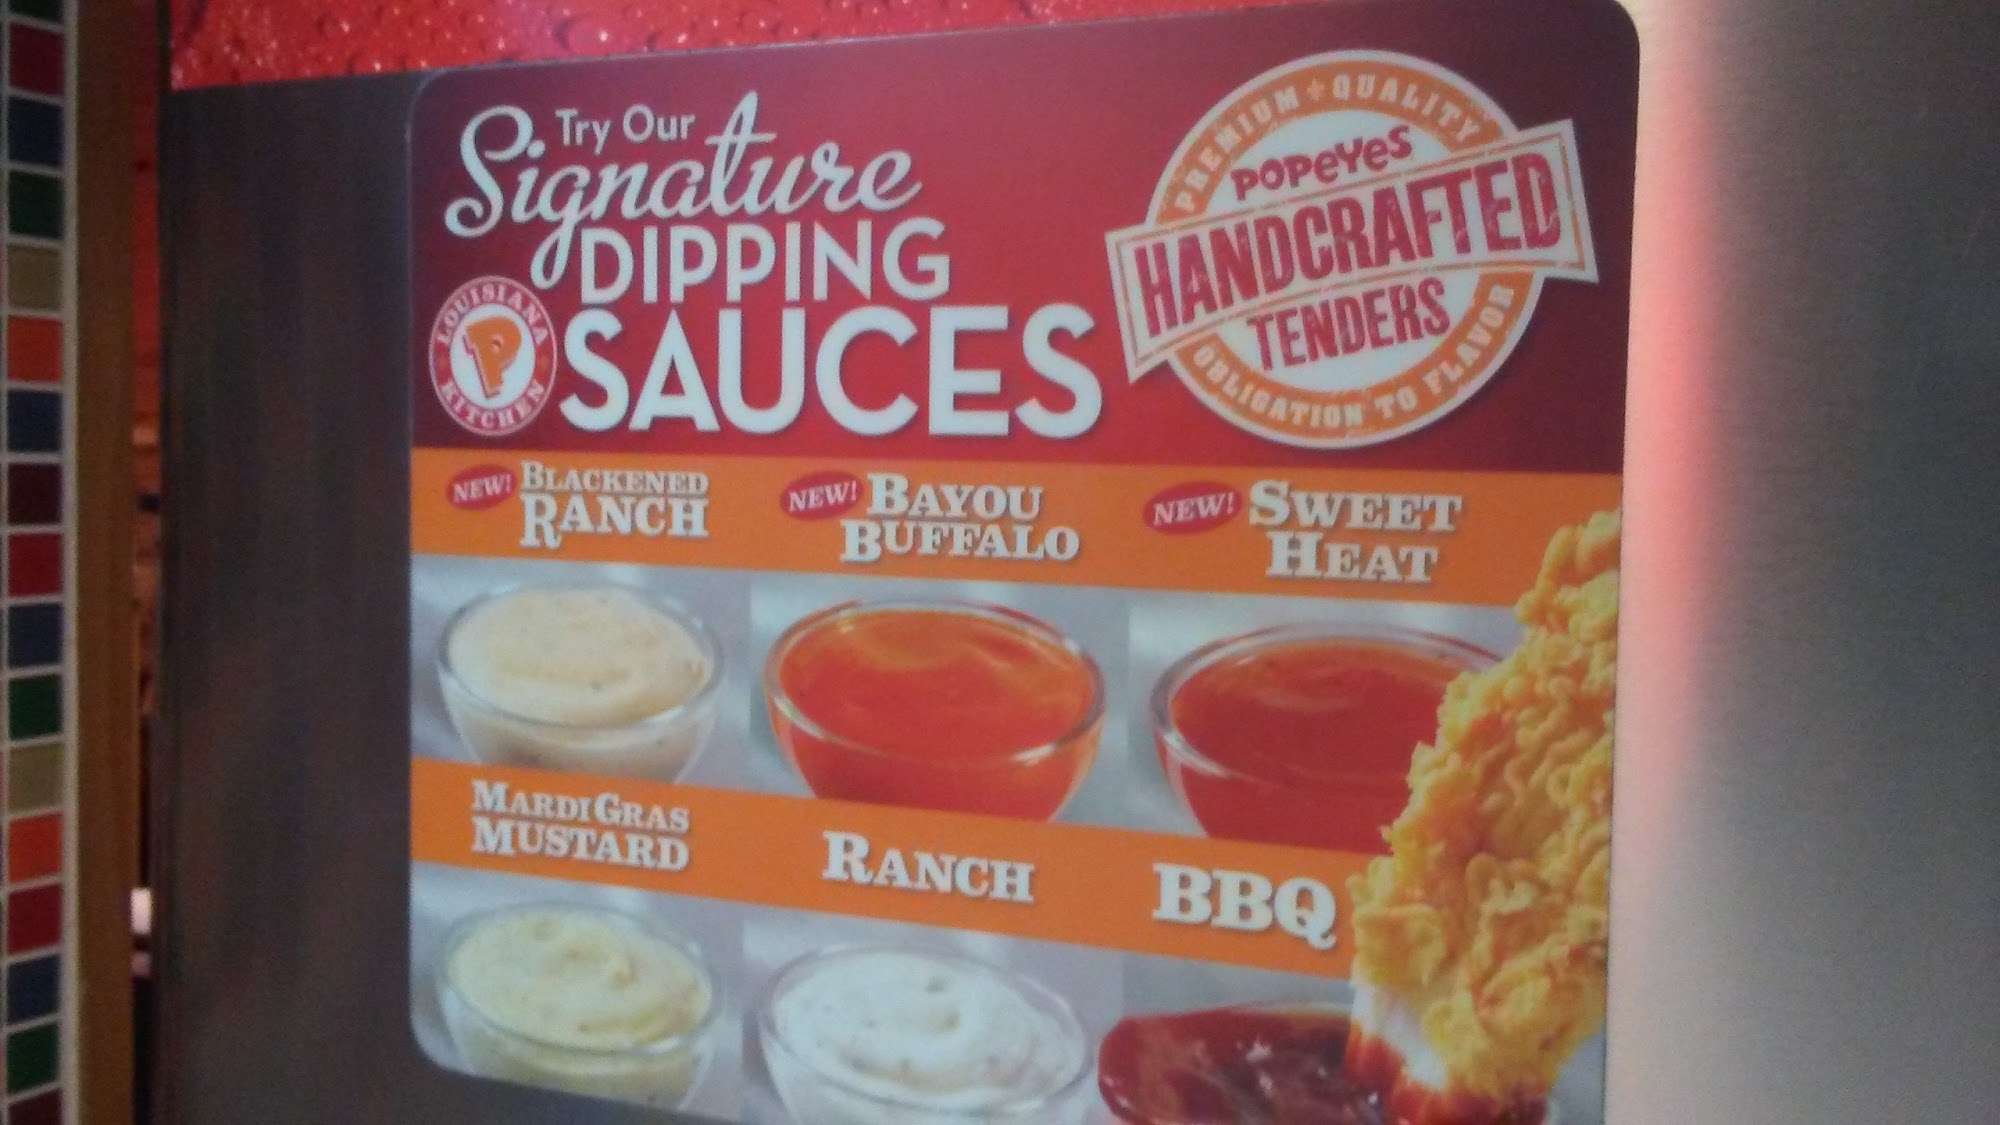 Try Our
Signature
DIPPING
SAUCES
LOUISIANA
P
KITCHEN
PREMIUM QUALITY
POPEYES
HANDCRAFTED
TENDERS
OBLIGATION TO FLAVOR
NEW! BLACKENED
RANCH
NEW! BAYOU
BUFFALO
NEW! SWEET
HEAT
MARDI GRAS
MUSTARD
RANCH
BBQ